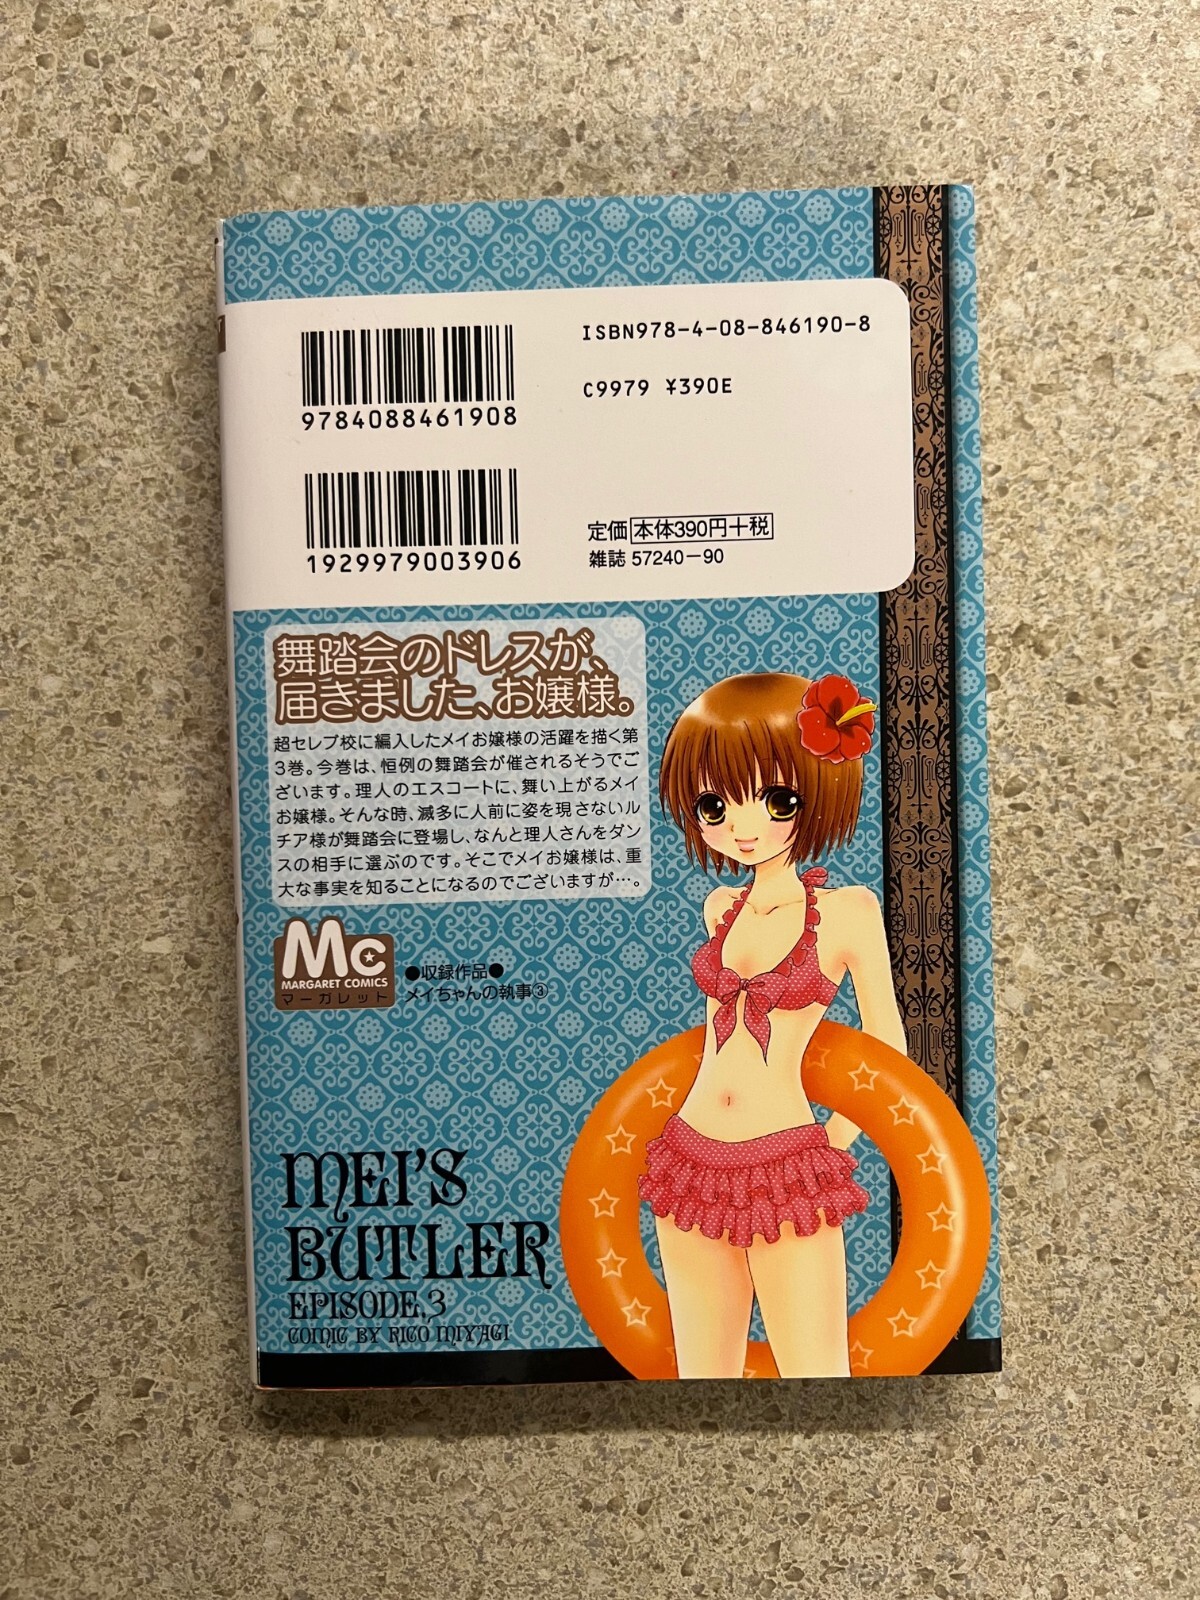 ISBN978-4-08-846190-8
9784088461908
C9979 ¥390E
1929979003906
定価 本体390円+税
雑誌 57240-90
舞踏会のドレスが、
届きました、お嬢様。
超セレブ校に編入したメイお嬢様の活躍を描く第
3巻。今巻は、恒例の舞踏会が催されるそうでご
ざいます。理人のエスコートに、舞い上がるメイ
お嬢様。そんな時、滅多に人前に姿を現さないル
チア様が舞踏会に登場し、なんと理人さんをダン
スの相手に選ぶのです。そこでメイお嬢様は、重
大な事実を知ることになるのでございますが…。
Mc
MARGARET COMICS
マーガレット
●収録作品●
メイちゃんの執事③
MEI'S
BUTLER
EPISODE.3
COMIC BY RICO MIYAGI